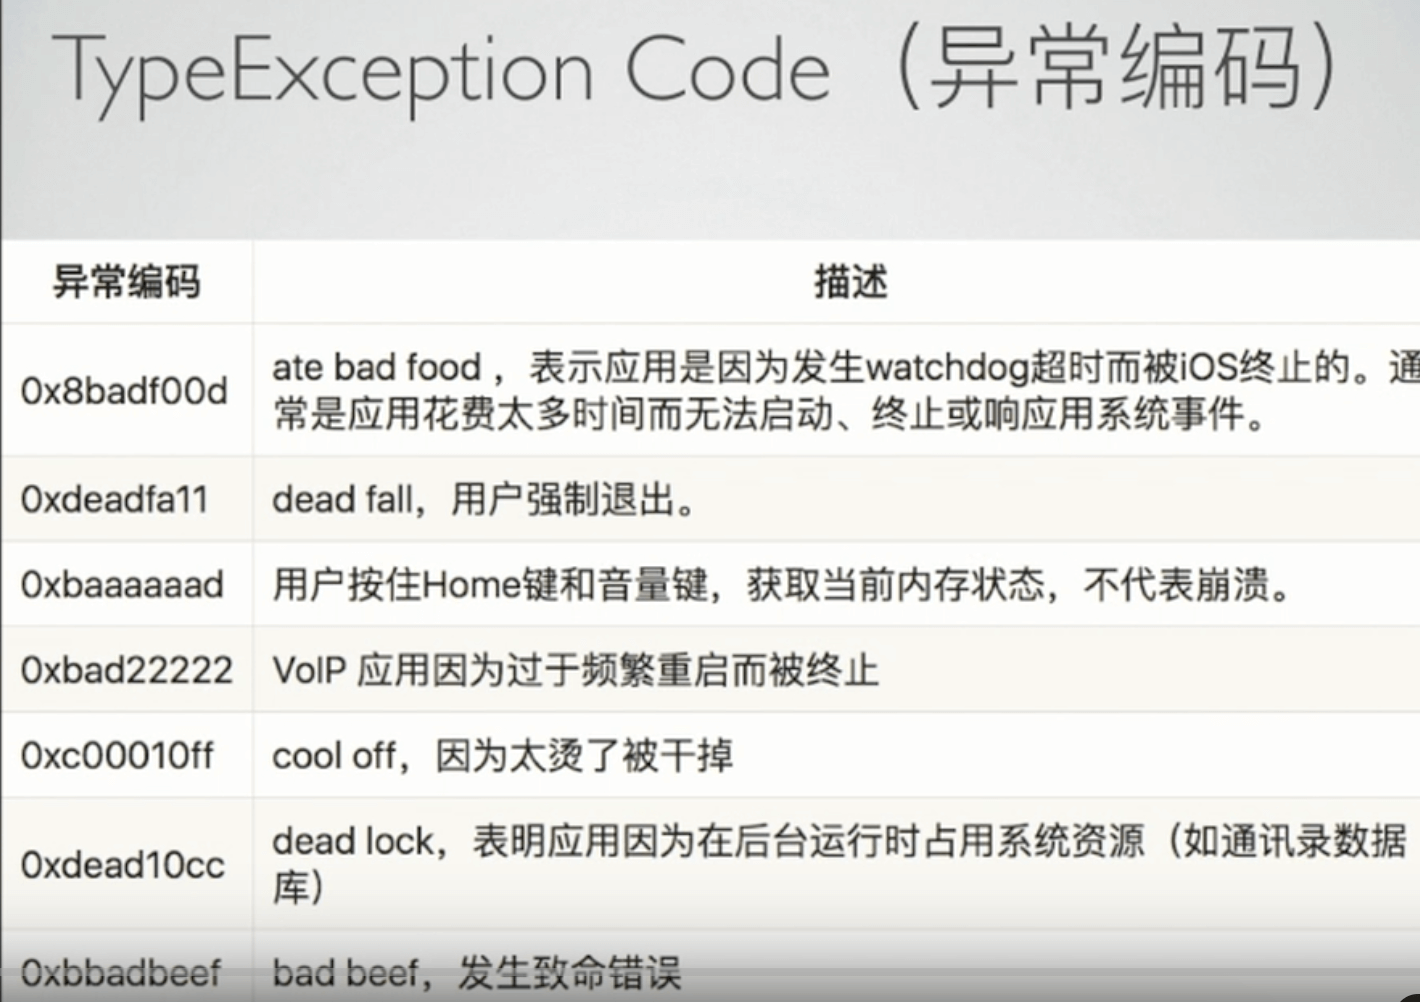 TypeException Code（异常编码）
异常编码
描述
0x8badf00d
ate bad food ，表示应用是因为发生watchdog超时而被iOS终止的。通
常是应用花费太多时间而无法启动、终止或响应用系统事件。
0xdeadfa11
dead fall，用户强制退出。
0xbaaaaaad
用户按住Home键和音量键，获取当前内存状态，不代表崩溃。
0xbad22222
VoIP 应用因为过于频繁重启而被终止
0xc00010ff
cool off，因为太烫了被干掉
0xdead10cc
dead lock，表明应用因为在后台运行时占用系统资源（如通讯录数据
库）
0xbbadbeef
bad beef，发生致命错误